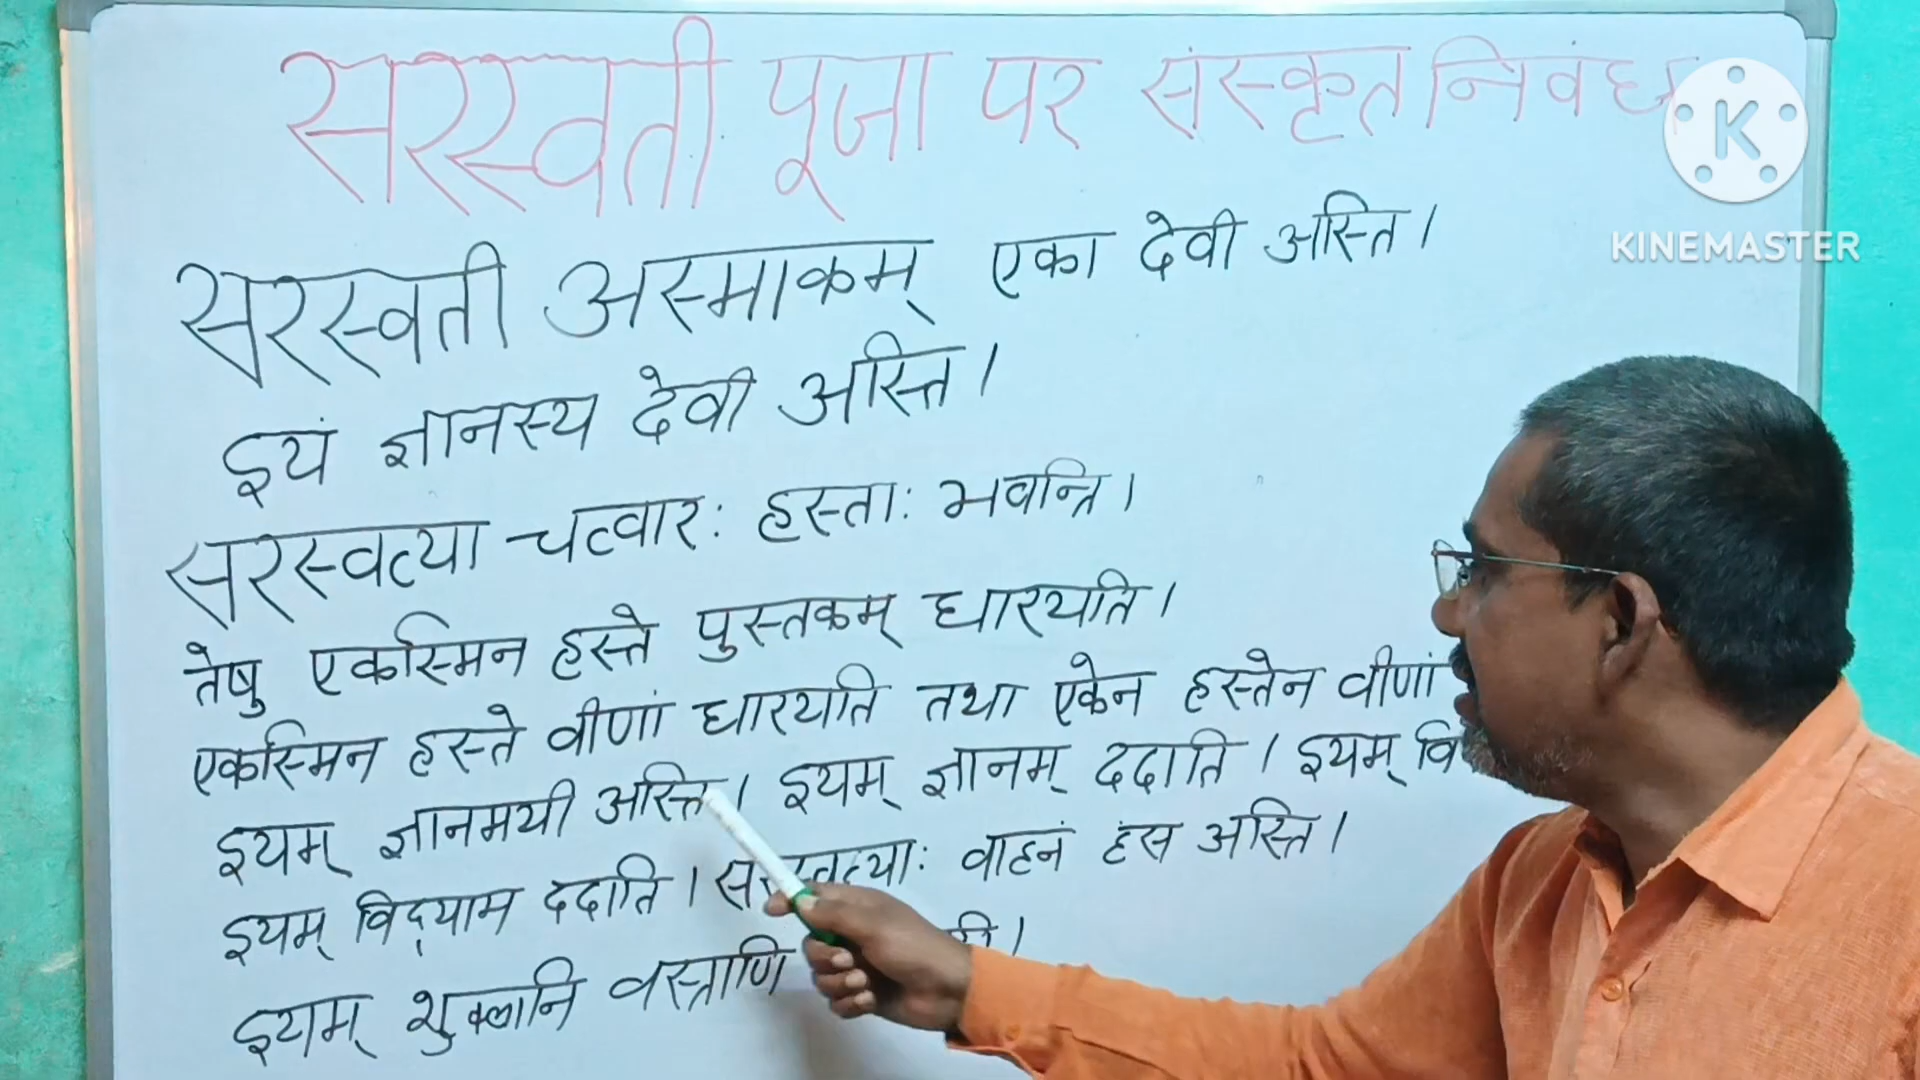 सरस्वती पूजा पर संस्कृत निवंध
KINEMASTER
सरस्वती अस्माकम् एका देवी अस्ति।
इयं ज्ञानस्य देवी अस्ति।
सरस्वत्या चत्वार: हस्ता: भवन्ति।
तेषु एकस्मिन हस्ते पुस्तकम् धारयति।
एकस्मिन हस्ते वीणां धारयति तथा एकेन हस्तेन वीणां
इयम् ज्ञानमयी अस्ति। इयम् ज्ञानम् ददाति। इयम् वि
इयम् विद्याम ददाति। सरस्वत्या: वाहनं हंस अस्ति।
इयम् शुक्लानि वस्त्राणि